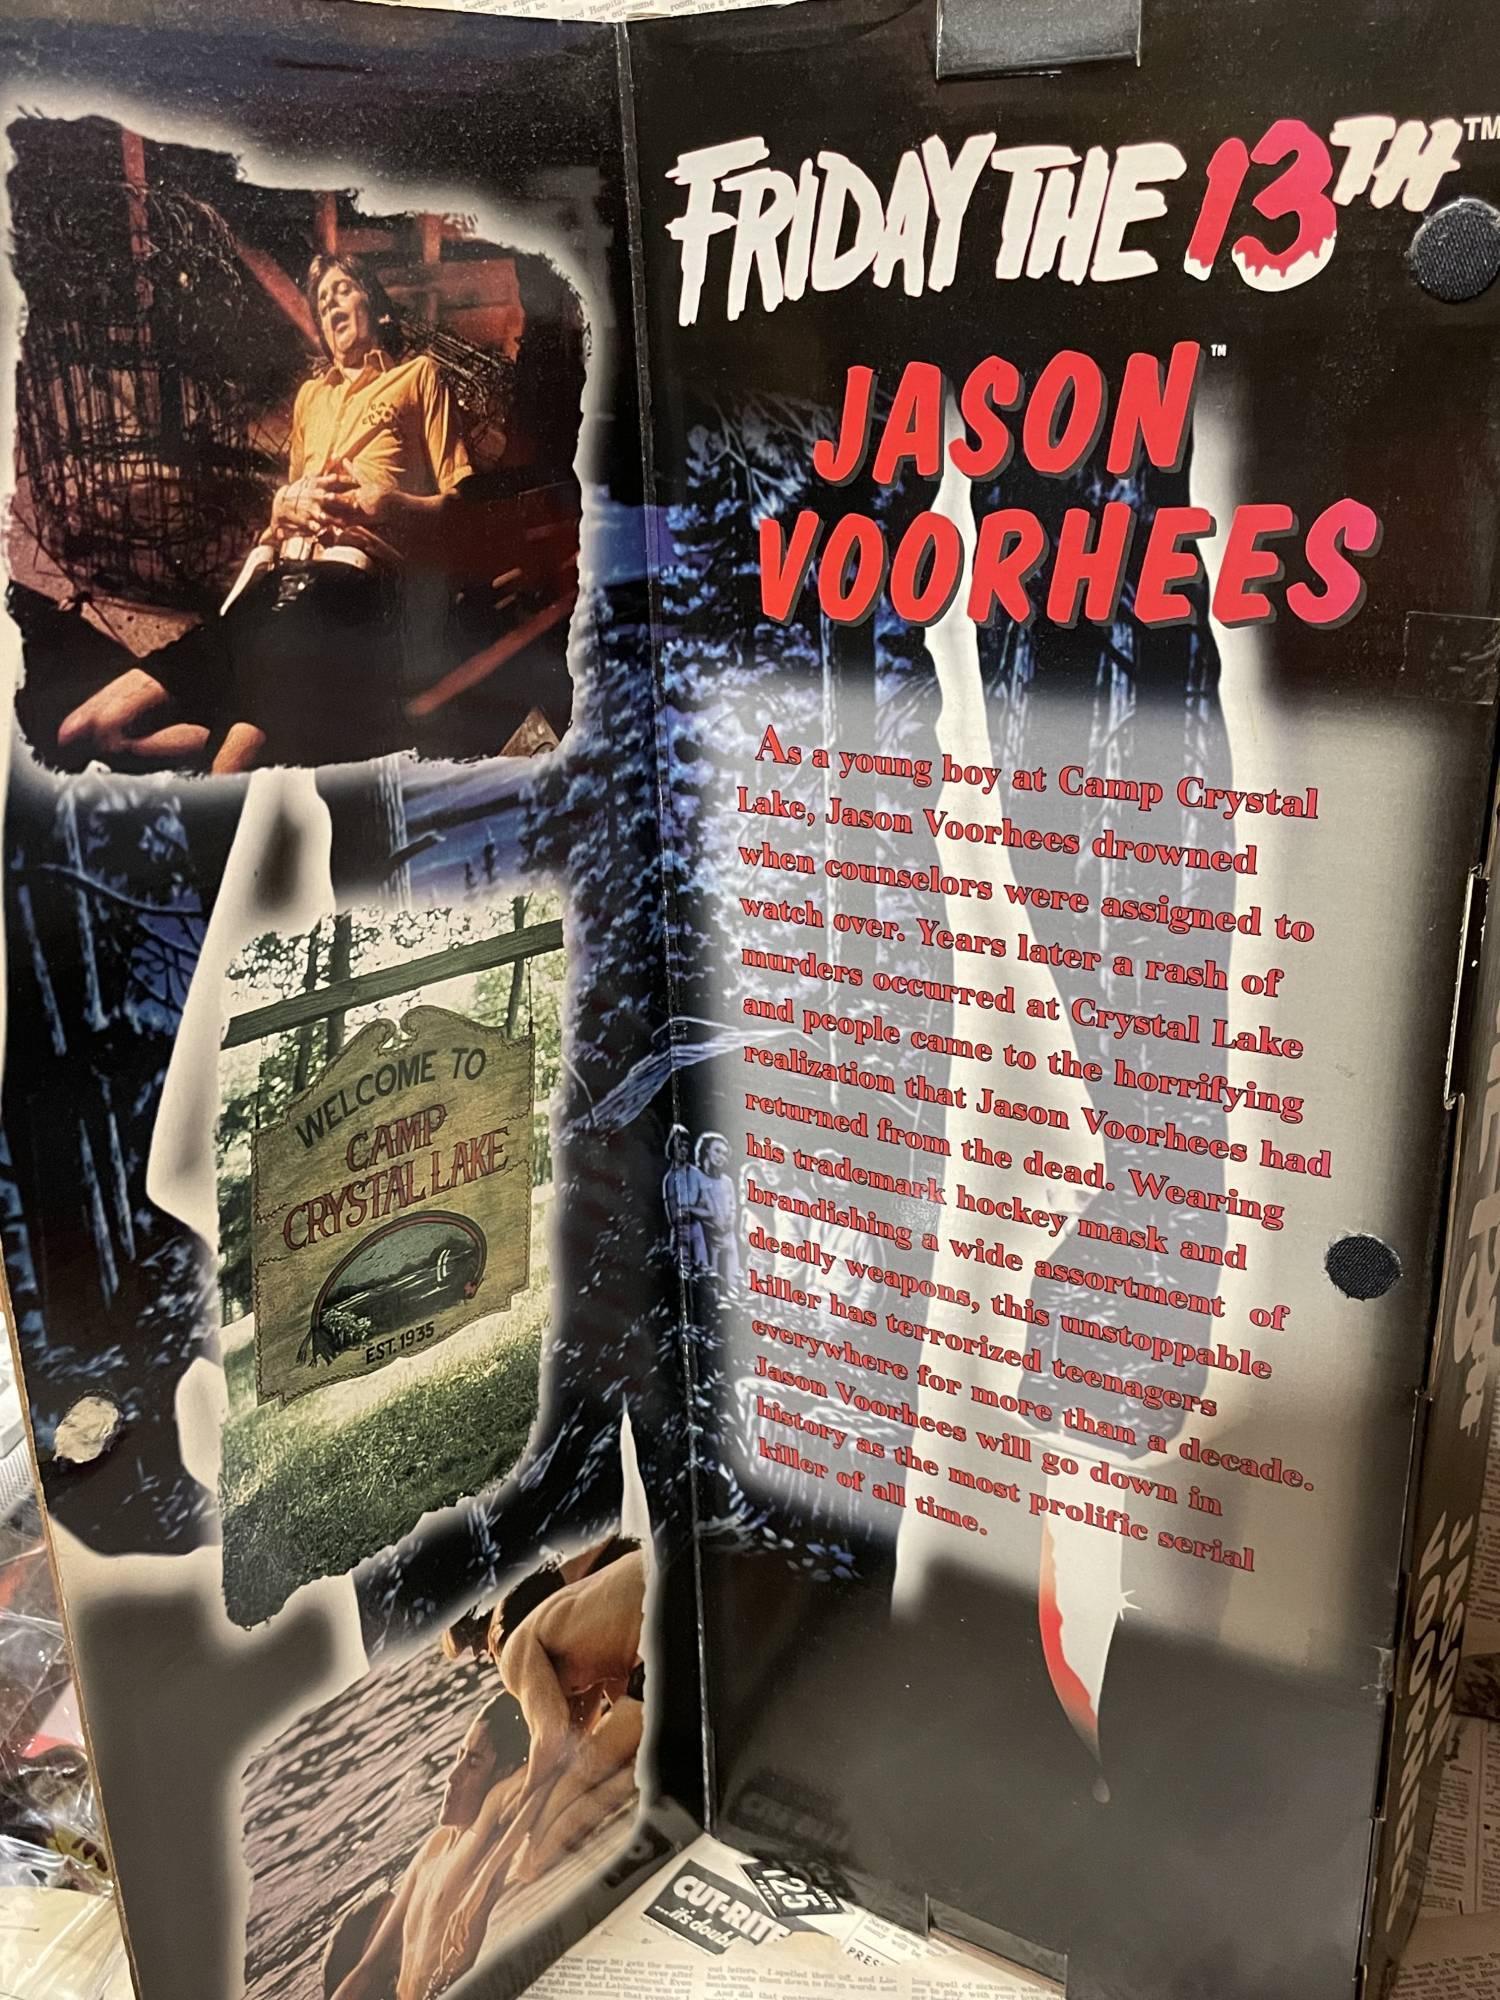 FRIDAY THE 13TH™
JASON™
VOORHEES
As a young boy at Camp Crystal
Lake, Jason Voorhees drowned
when counselors were assigned to
watch over. Years later a rash of
murders occurred at Crystal Lake
and people came to the horrifying
realization that Jason Voorhees had
returned from the dead. Wearing
his trademark hockey mask and
brandishing a wide assortment of
deadly weapons, this unstoppable
killer has terrorized teenagers
everywhere for more than a decade.
Jason Voorhees will go down in
history as the most prolific serial
killer of all time.
WELCOME TO
CAMP
CRYSTAL LAKE
EST. 1935
JASON
VOORHEES
125
FEET
CUT-RITE
...it's doub